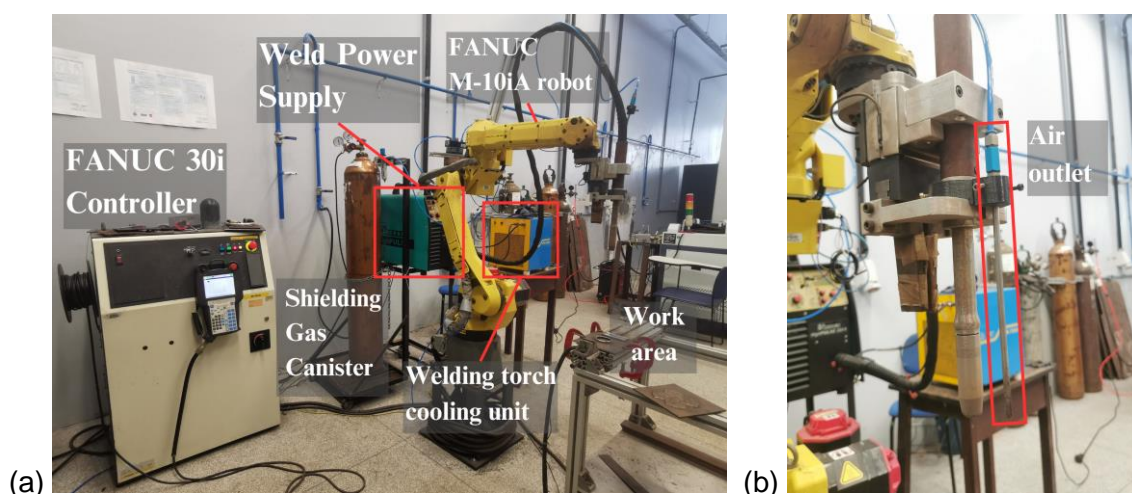 Weld Power
Supply
FANUC
M-10iA robot
FANUC 30i
Controller
Shielding
Gas
Canister
Welding torch
cooling unit
Work
area
(a)
Air
outlet
(b)